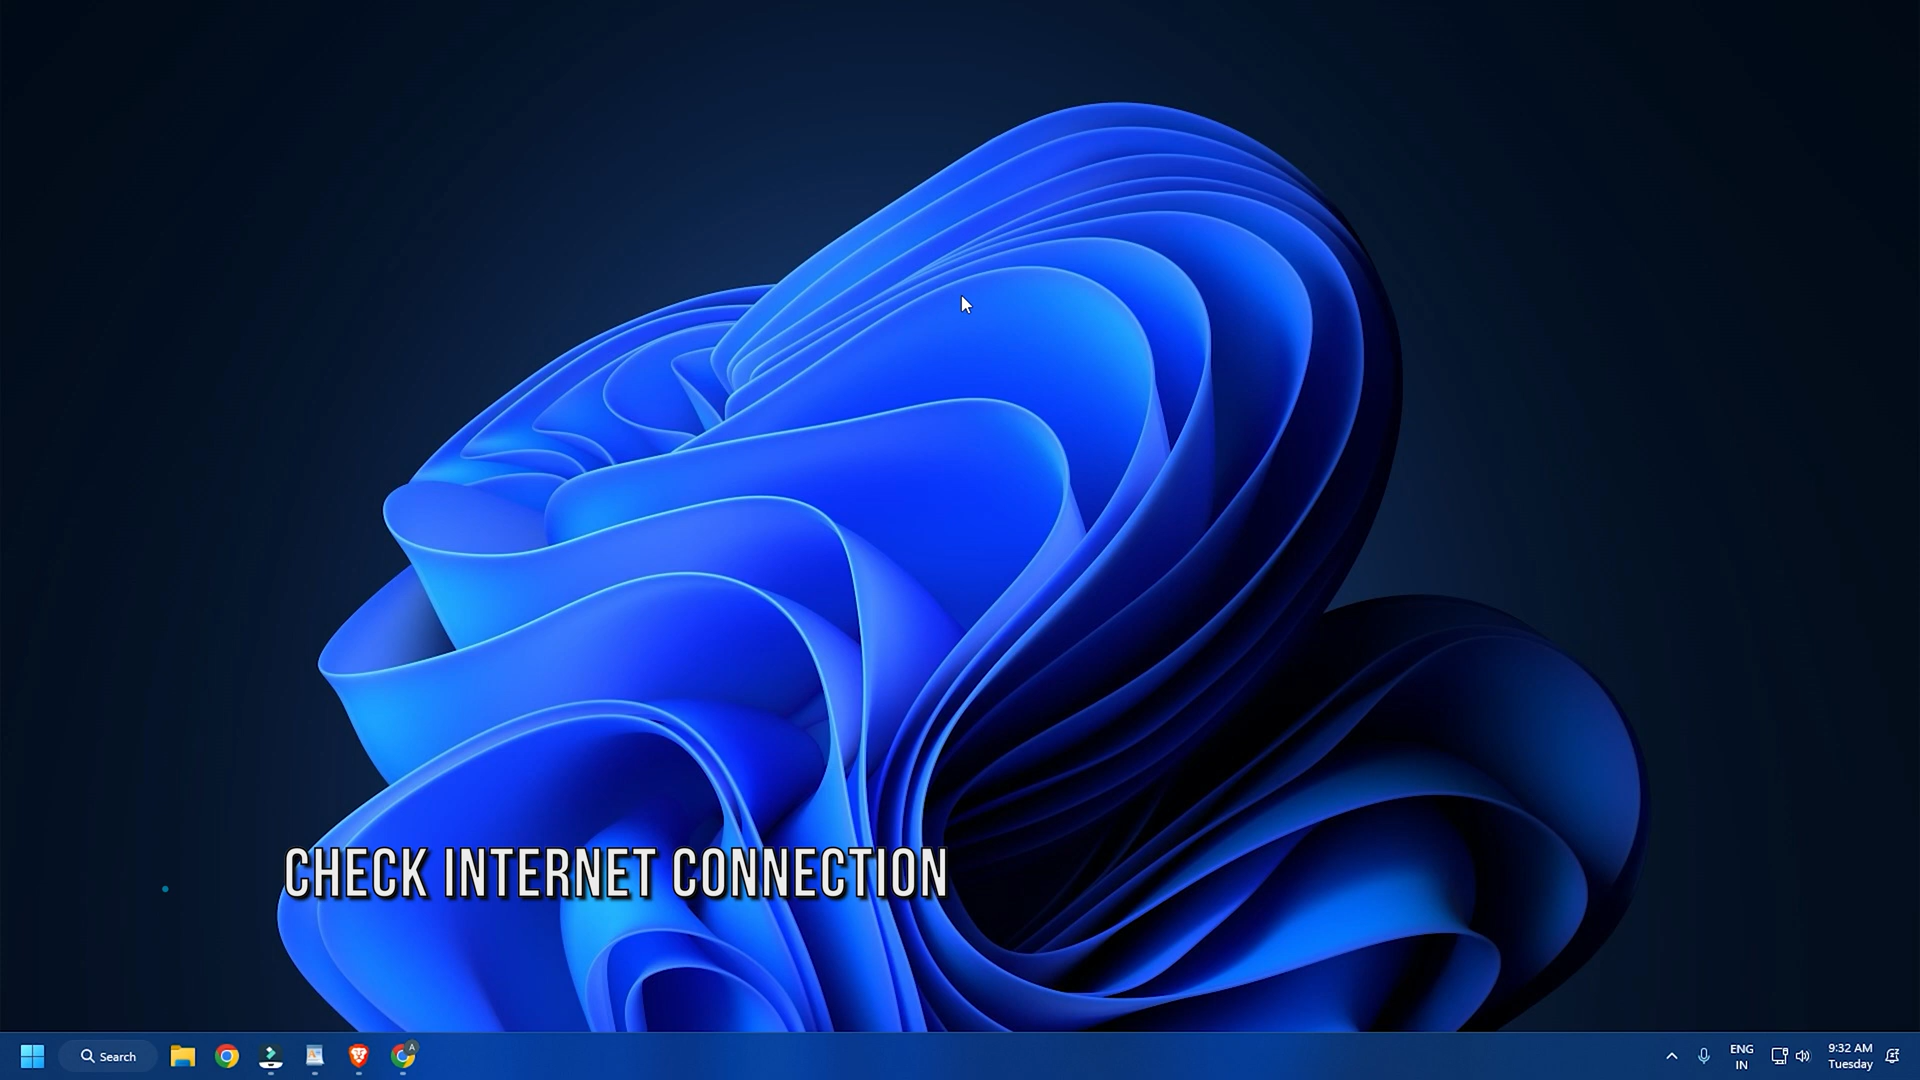 CHECK INTERNET CONNECTION
Search
A
ENG
IN
9:32 AM
Tuesday